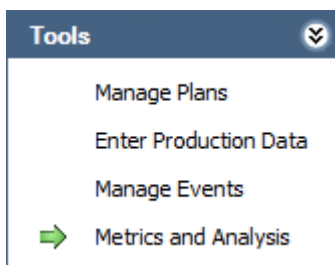 Tools
Manage Plans
Enter Production Data
Manage Events
Metrics and Analysis